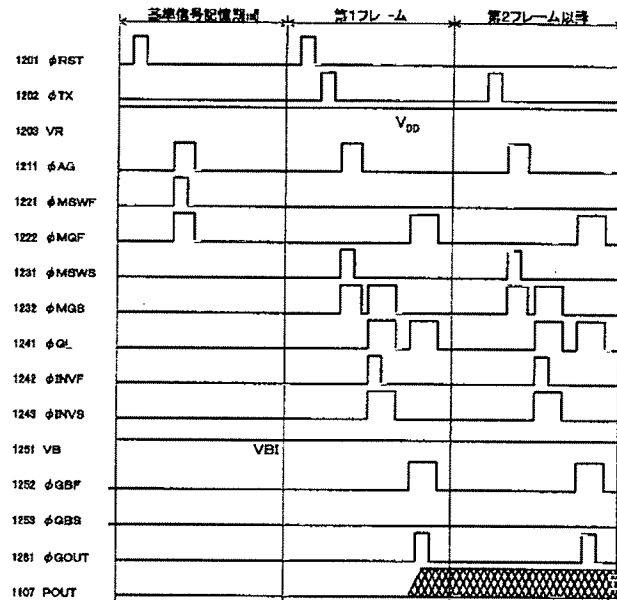 基準信号記憶期間
第1フレーム
第2フレーム以降
1201 φRST
1202 φTX
1203 VR
V_DD
1211 φAG
1221 φMSWF
1222 φMGF
1231 φMSWS
1232 φMGS
1241 φQL
1242 φINVF
1243 φINVS
1251 VB
VBI
1252 φGBF
1253 φGBS
1261 φGOUT
1107 POUT